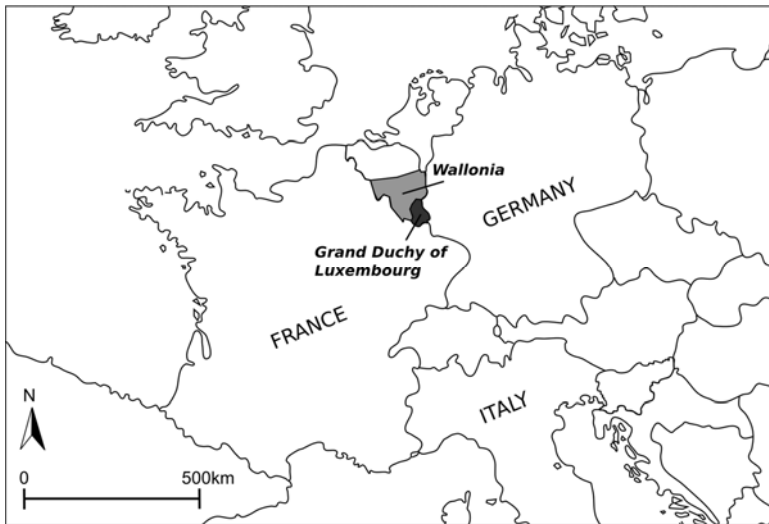 Wallonia
GERMANY
Grand Duchy of
Luxembourg
FRANCE
ITALY
N
0 500km